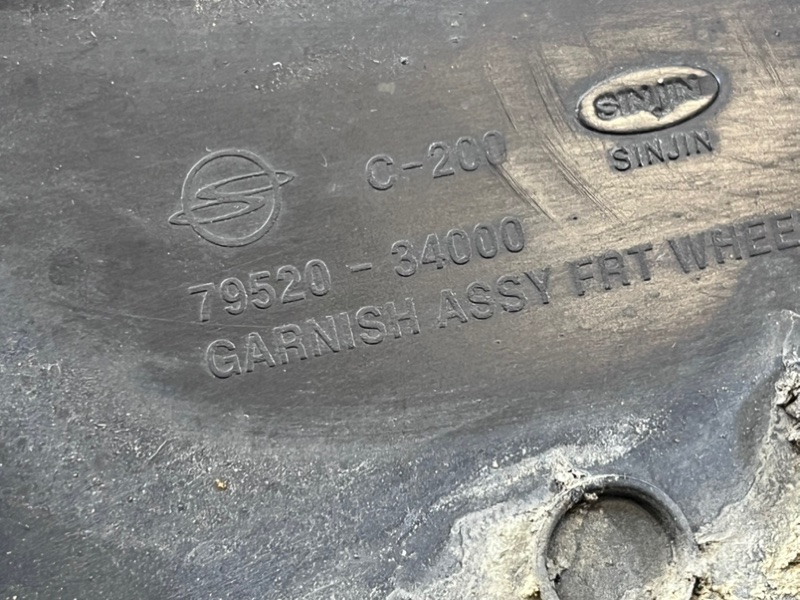 SINJIN
C-200
SINJIN
79520 - 34000
GARNISH ASSY FRT WHEE